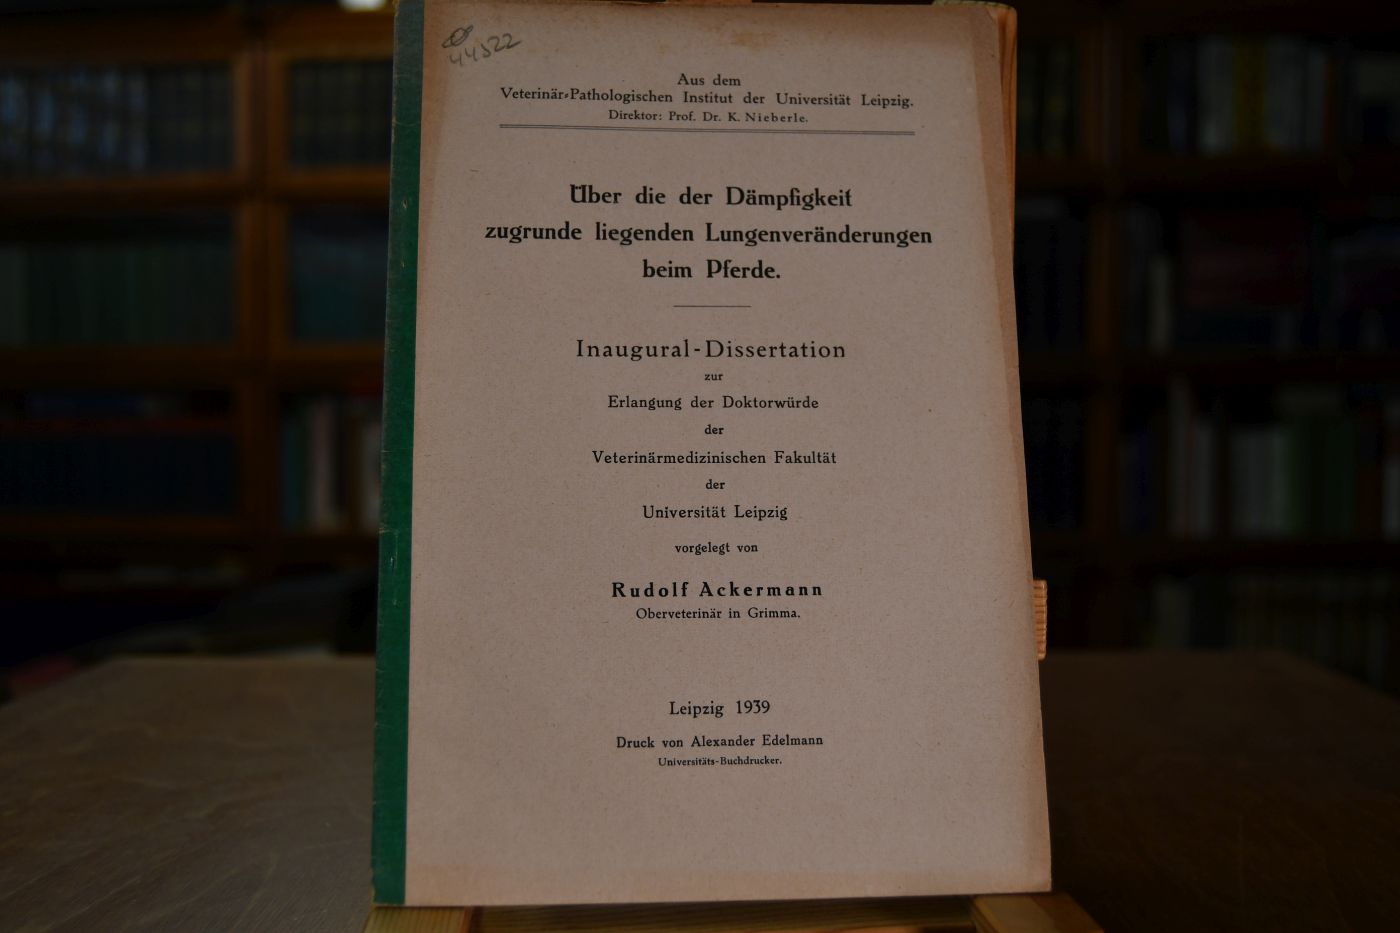 44522
Aus dem
Veterinär-Pathologischen Institut der Universität Leipzig.
Direktor: Prof. Dr. K. Nieberle.
Über die der Dämpfigkeit
zugrunde liegenden Lungenveränderungen
beim Pferde.
Inaugural-Dissertation
zur
Erlangung der Doktorwürde
der
Veterinärmedizinischen Fakultät
der
Universität Leipzig
vorgelegt von
Rudolf Ackermann
Oberveterinär in Grimma.
Leipzig 1939
Druck von Alexander Edelmann
Universitäts-Buchdrucker.